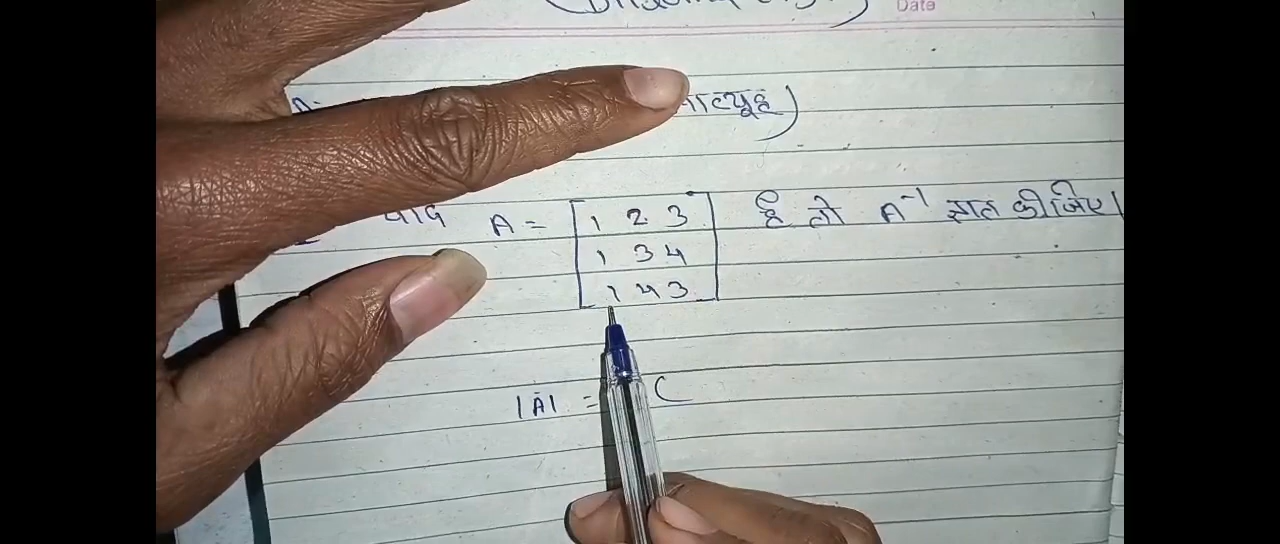 Date
यदि A = [1 2 3 है तो A⁻¹ ज्ञात कीजिए।
1 3 4
1 4 3]
|A| = (